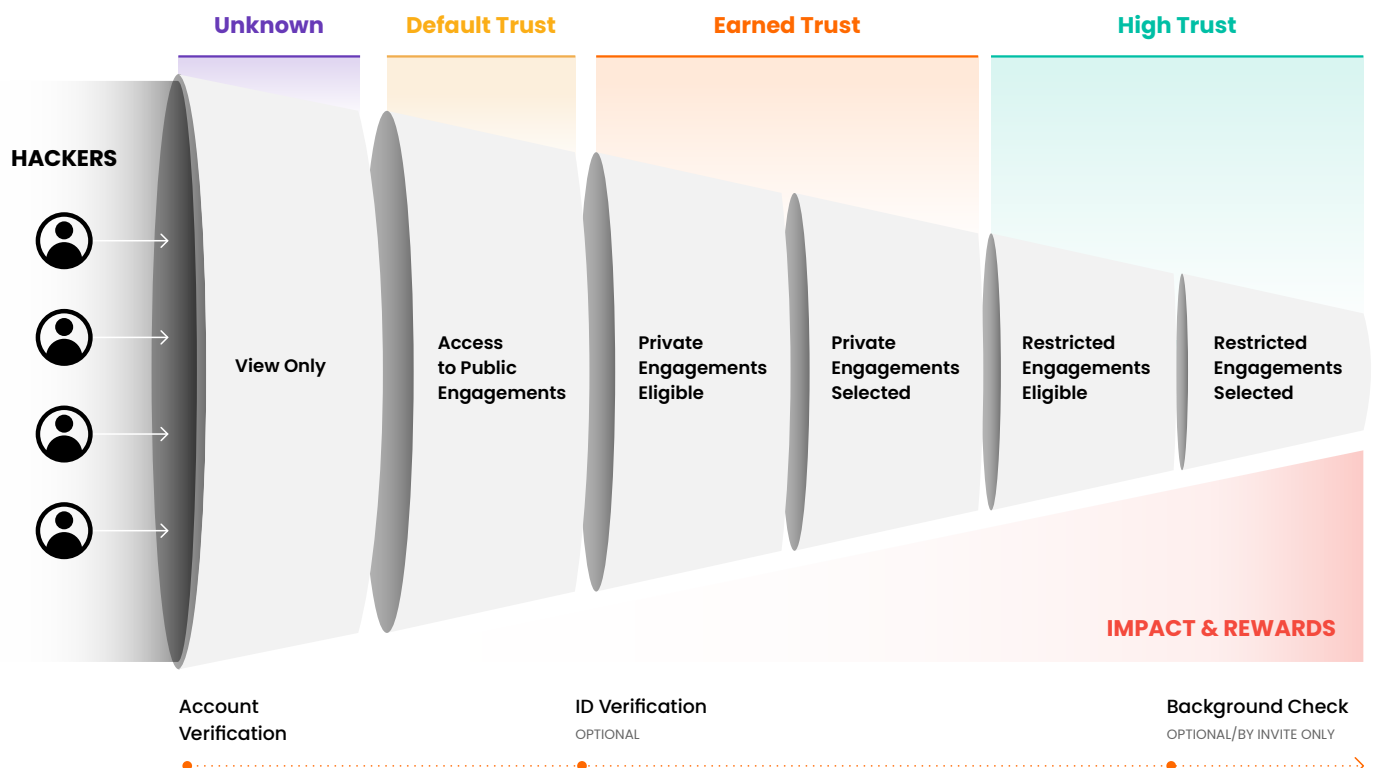 Unknown
Default Trust
Earned Trust
High Trust
HACKERS
View Only
Access
to Public
Engagements
Private
Engagements
Eligible
Private
Engagements
Selected
Restricted
Engagements
Eligible
Restricted
Engagements
Selected
IMPACT & REWARDS
Account
Verification
ID Verification
OPTIONAL
Background Check
OPTIONAL/BY INVITE ONLY